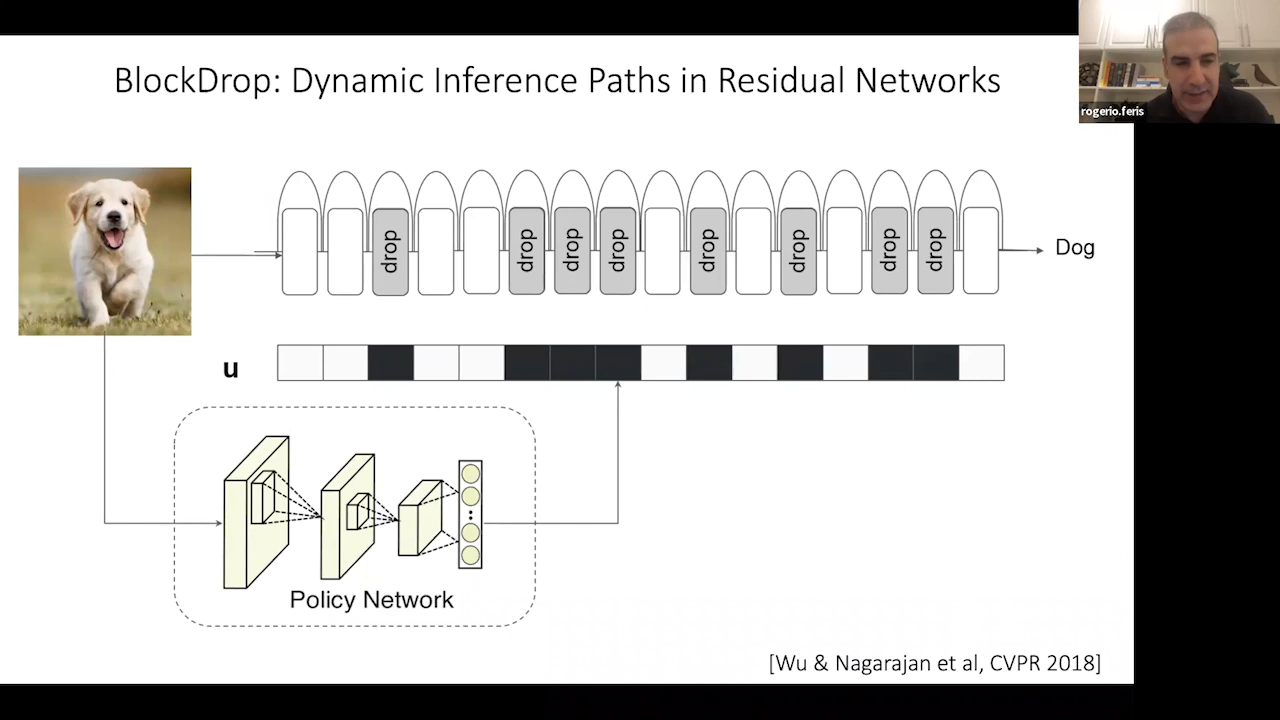 BlockDrop: Dynamic Inference Paths in Residual Networks
rogerio.feris
drop drop drop drop drop drop drop drop
Dog
u
Policy Network
[Wu & Nagarajan et al, CVPR 2018]